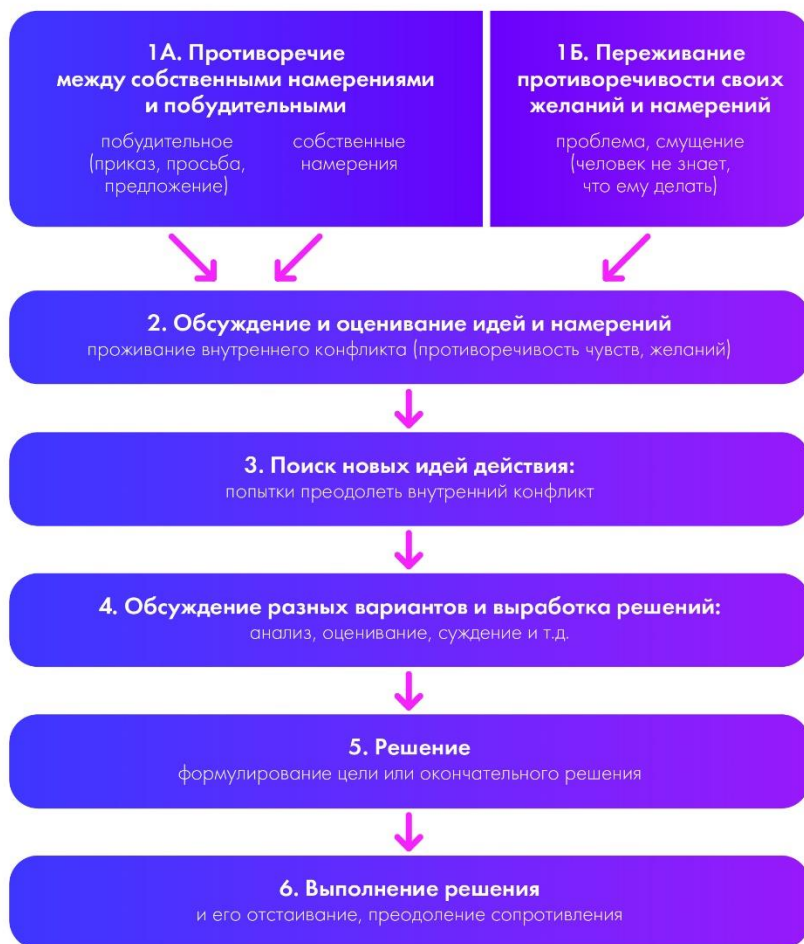 1А. Противоречие
между собственными намерениями
и побудительными
побудительное
(приказ, просьба,
предложение)
собственные
намерения
1Б. Переживание
противоречивости своих
желаний и намерений
проблема, смущение
(человек не знает,
что ему делать)
2. Обсуждение и оценивание идей и намерений
проживание внутреннего конфликта (противоречивость чувств, желаний)
3. Поиск новых идей действия:
попытки преодолеть внутренний конфликт
4. Обсуждение разных вариантов и выработка решений:
анализ, оценивание, суждение и т.д.
5. Решение
формулирование цели или окончательного решения
6. Выполнение решения
и его отстаивание, преодоление сопротивления